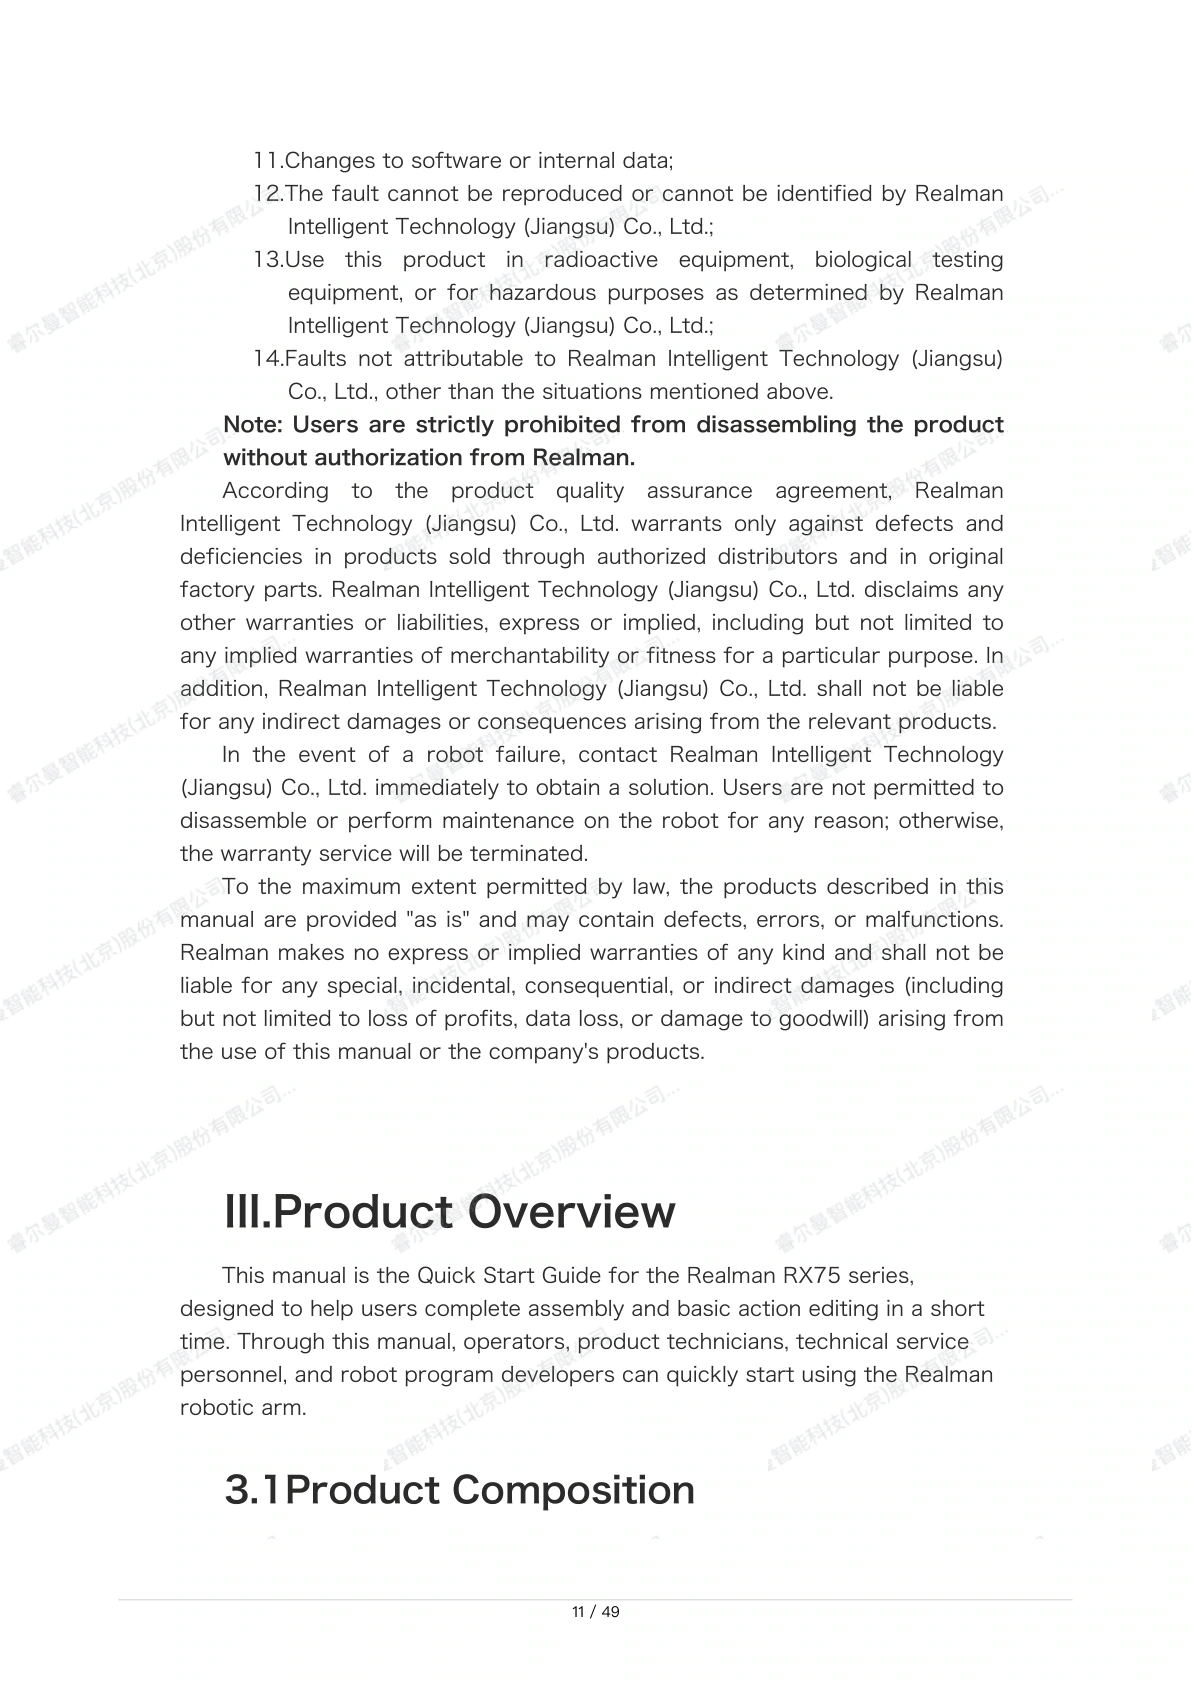 11.Changes to software or internal data;
12.The fault cannot be reproduced or cannot be identified by Realman
Intelligent Technology (Jiangsu) Co., Ltd.;
13.Use this product in radioactive equipment, biological testing
equipment, or for hazardous purposes as determined by Realman
Intelligent Technology (Jiangsu) Co., Ltd.;
14.Faults not attributable to Realman Intelligent Technology (Jiangsu)
Co., Ltd., other than the situations mentioned above.
Note: Users are strictly prohibited from disassembling the product
without authorization from Realman.
According to the product quality assurance agreement, Realman
Intelligent Technology (Jiangsu) Co., Ltd. warrants only against defects and
deficiencies in products sold through authorized distributors and in original
factory parts. Realman Intelligent Technology (Jiangsu) Co., Ltd. disclaims any
other warranties or liabilities, express or implied, including but not limited to
any implied warranties of merchantability or fitness for a particular purpose. In
addition, Realman Intelligent Technology (Jiangsu) Co., Ltd. shall not be liable
for any indirect damages or consequences arising from the relevant products.
In the event of a robot failure, contact Realman Intelligent Technology
(Jiangsu) Co., Ltd. immediately to obtain a solution. Users are not permitted to
disassemble or perform maintenance on the robot for any reason; otherwise,
the warranty service will be terminated.
To the maximum extent permitted by law, the products described in this
manual are provided "as is" and may contain defects, errors, or malfunctions.
Realman makes no express or implied warranties of any kind and shall not be
liable for any special, incidental, consequential, or indirect damages (including
but not limited to loss of profits, data loss, or damage to goodwill) arising from
the use of this manual or the company's products.
III.Product Overview
This manual is the Quick Start Guide for the Realman RX75 series,
designed to help users complete assembly and basic action editing in a short
time. Through this manual, operators, product technicians, technical service
personnel, and robot program developers can quickly start using the Realman
robotic arm.
3.1Product Composition
11 / 49
睿尔曼智能科技(北京)股份有限公司...